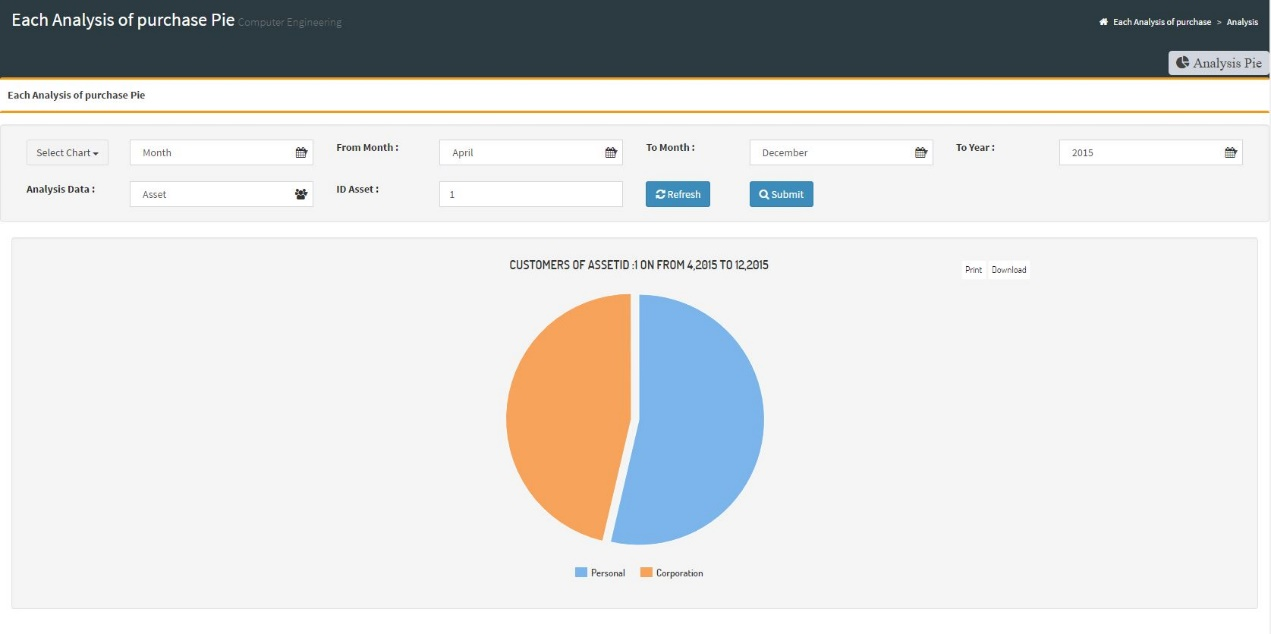 Each Analysis of purchase Pie Computer Engineering
Each Analysis of purchase > Analysis
Analysis Pie
Each Analysis of purchase Pie
Select Chart Month From Month : April To Month : December To Year : 2015
Analysis Data : Asset ID Asset : 1 Refresh Submit
CUSTOMERS OF ASSETID :1 ON FROM 4,2015 TO 12,2015
Print Download
Personal Corporation